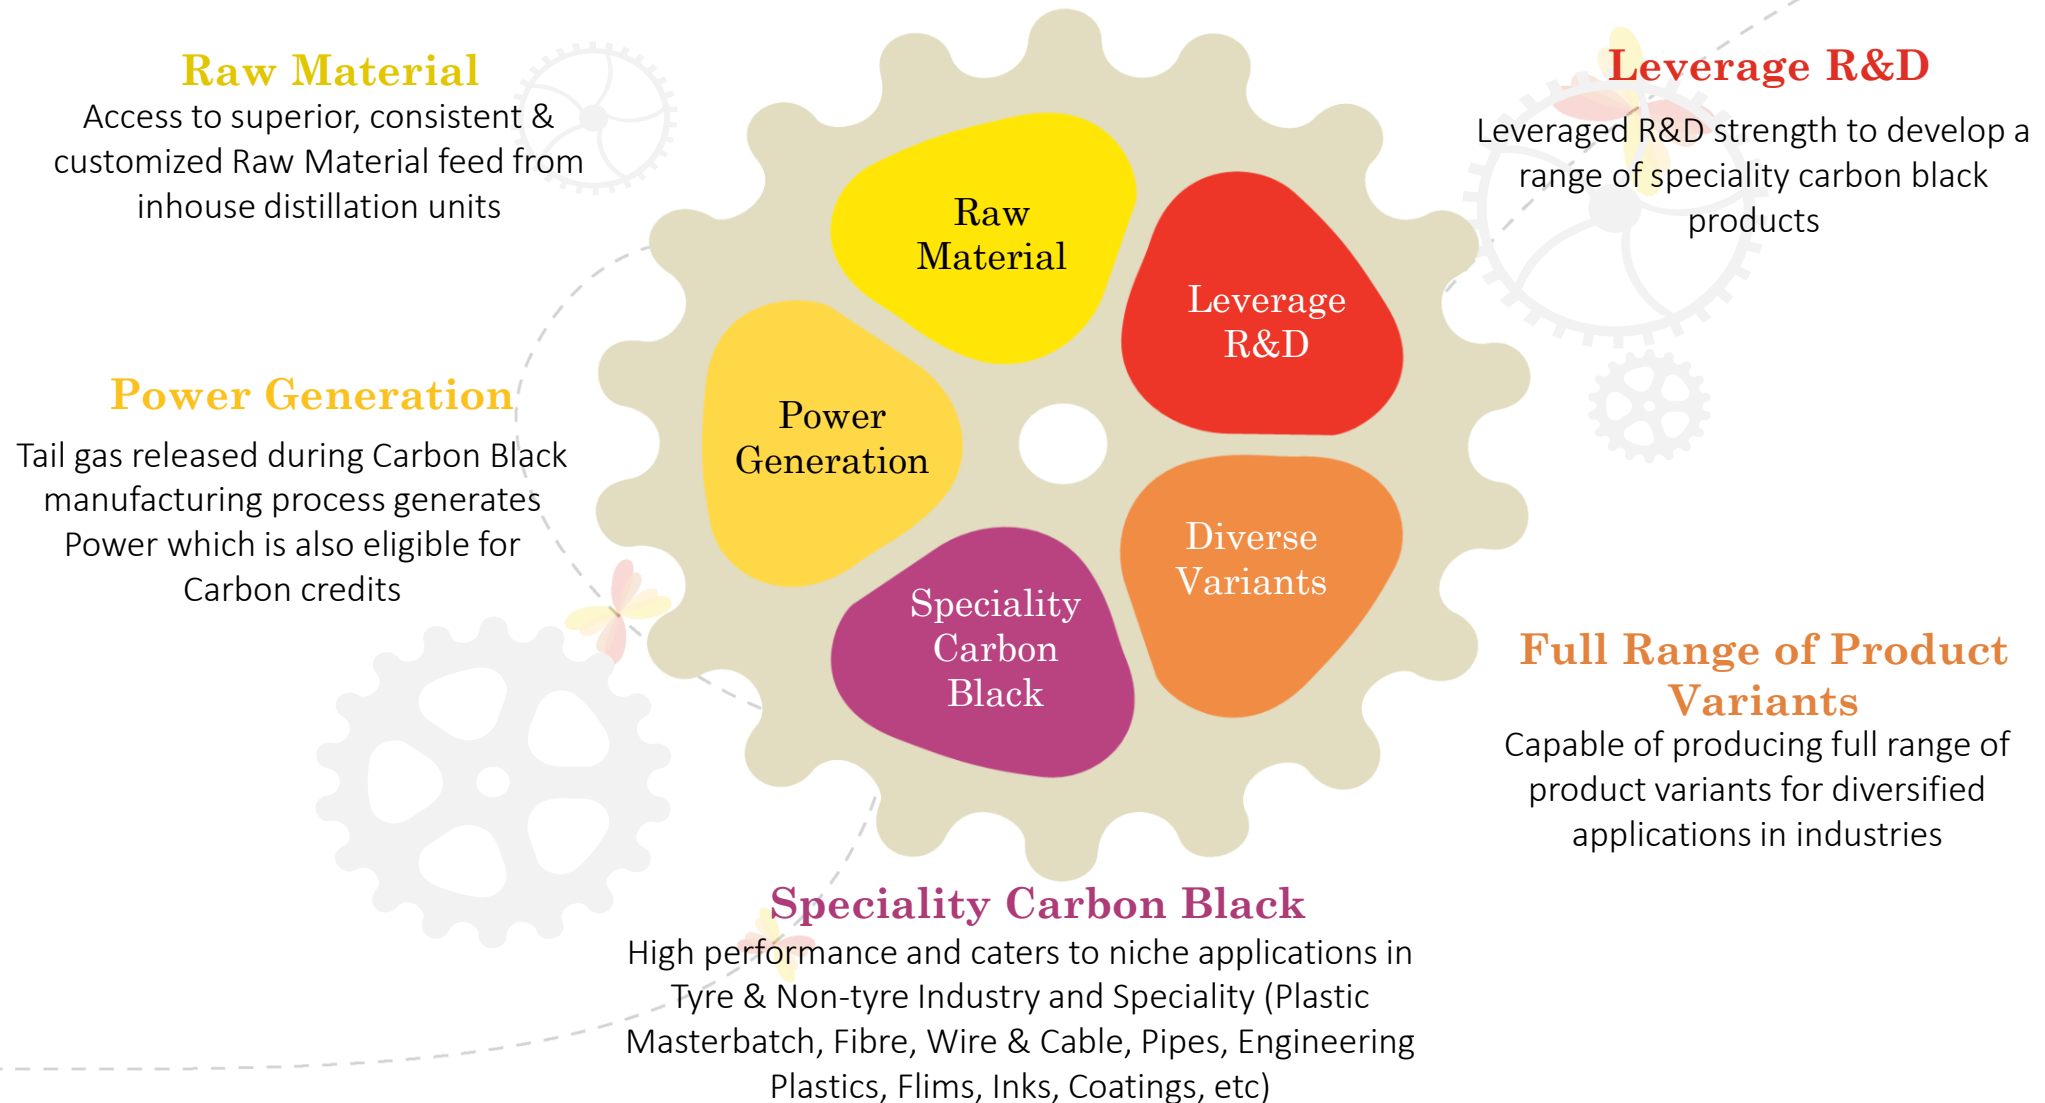 Raw Material
Access to superior, consistent &
customized Raw Material feed from
inhouse distillation units
Leverage R&D
Leveraged R&D strength to develop a
range of speciality carbon black
products
Raw
Material
Leverage
R&D
Power
Generation
Diverse
Variants
Speciality
Carbon
Black
Power Generation
Tail gas released during Carbon Black
manufacturing process generates
Power which is also eligible for
Carbon credits
Full Range of Product
Variants
Capable of producing full range of
product variants for diversified
applications in industries
Speciality Carbon Black
High performance and caters to niche applications in
Tyre & Non-tyre Industry and Speciality (Plastic
Masterbatch, Fibre, Wire & Cable, Pipes, Engineering
Plastics, Flims, Inks, Coatings, etc)